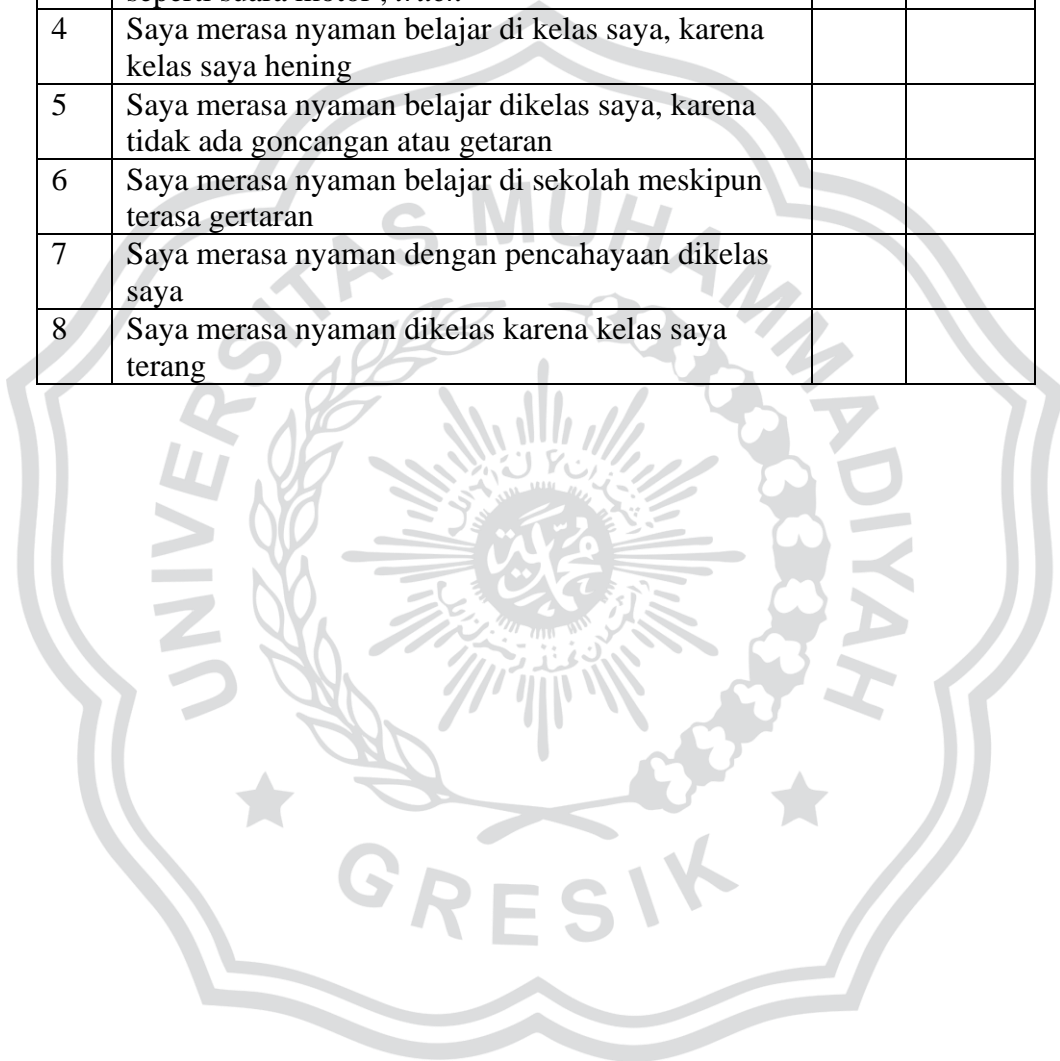 4 Saya merasa nyaman belajar di kelas saya, karena
kelas saya hening
5 Saya merasa nyaman belajar dikelas saya, karena
tidak ada goncangan atau getaran
6 Saya merasa nyaman belajar di sekolah meskipun
terasa gertaran
7 Saya merasa nyaman dengan pencahayaan dikelas
saya
8 Saya merasa nyaman dikelas karena kelas saya
terang
UNIVERSITAS MUHAMMADIYAH
GRESIK